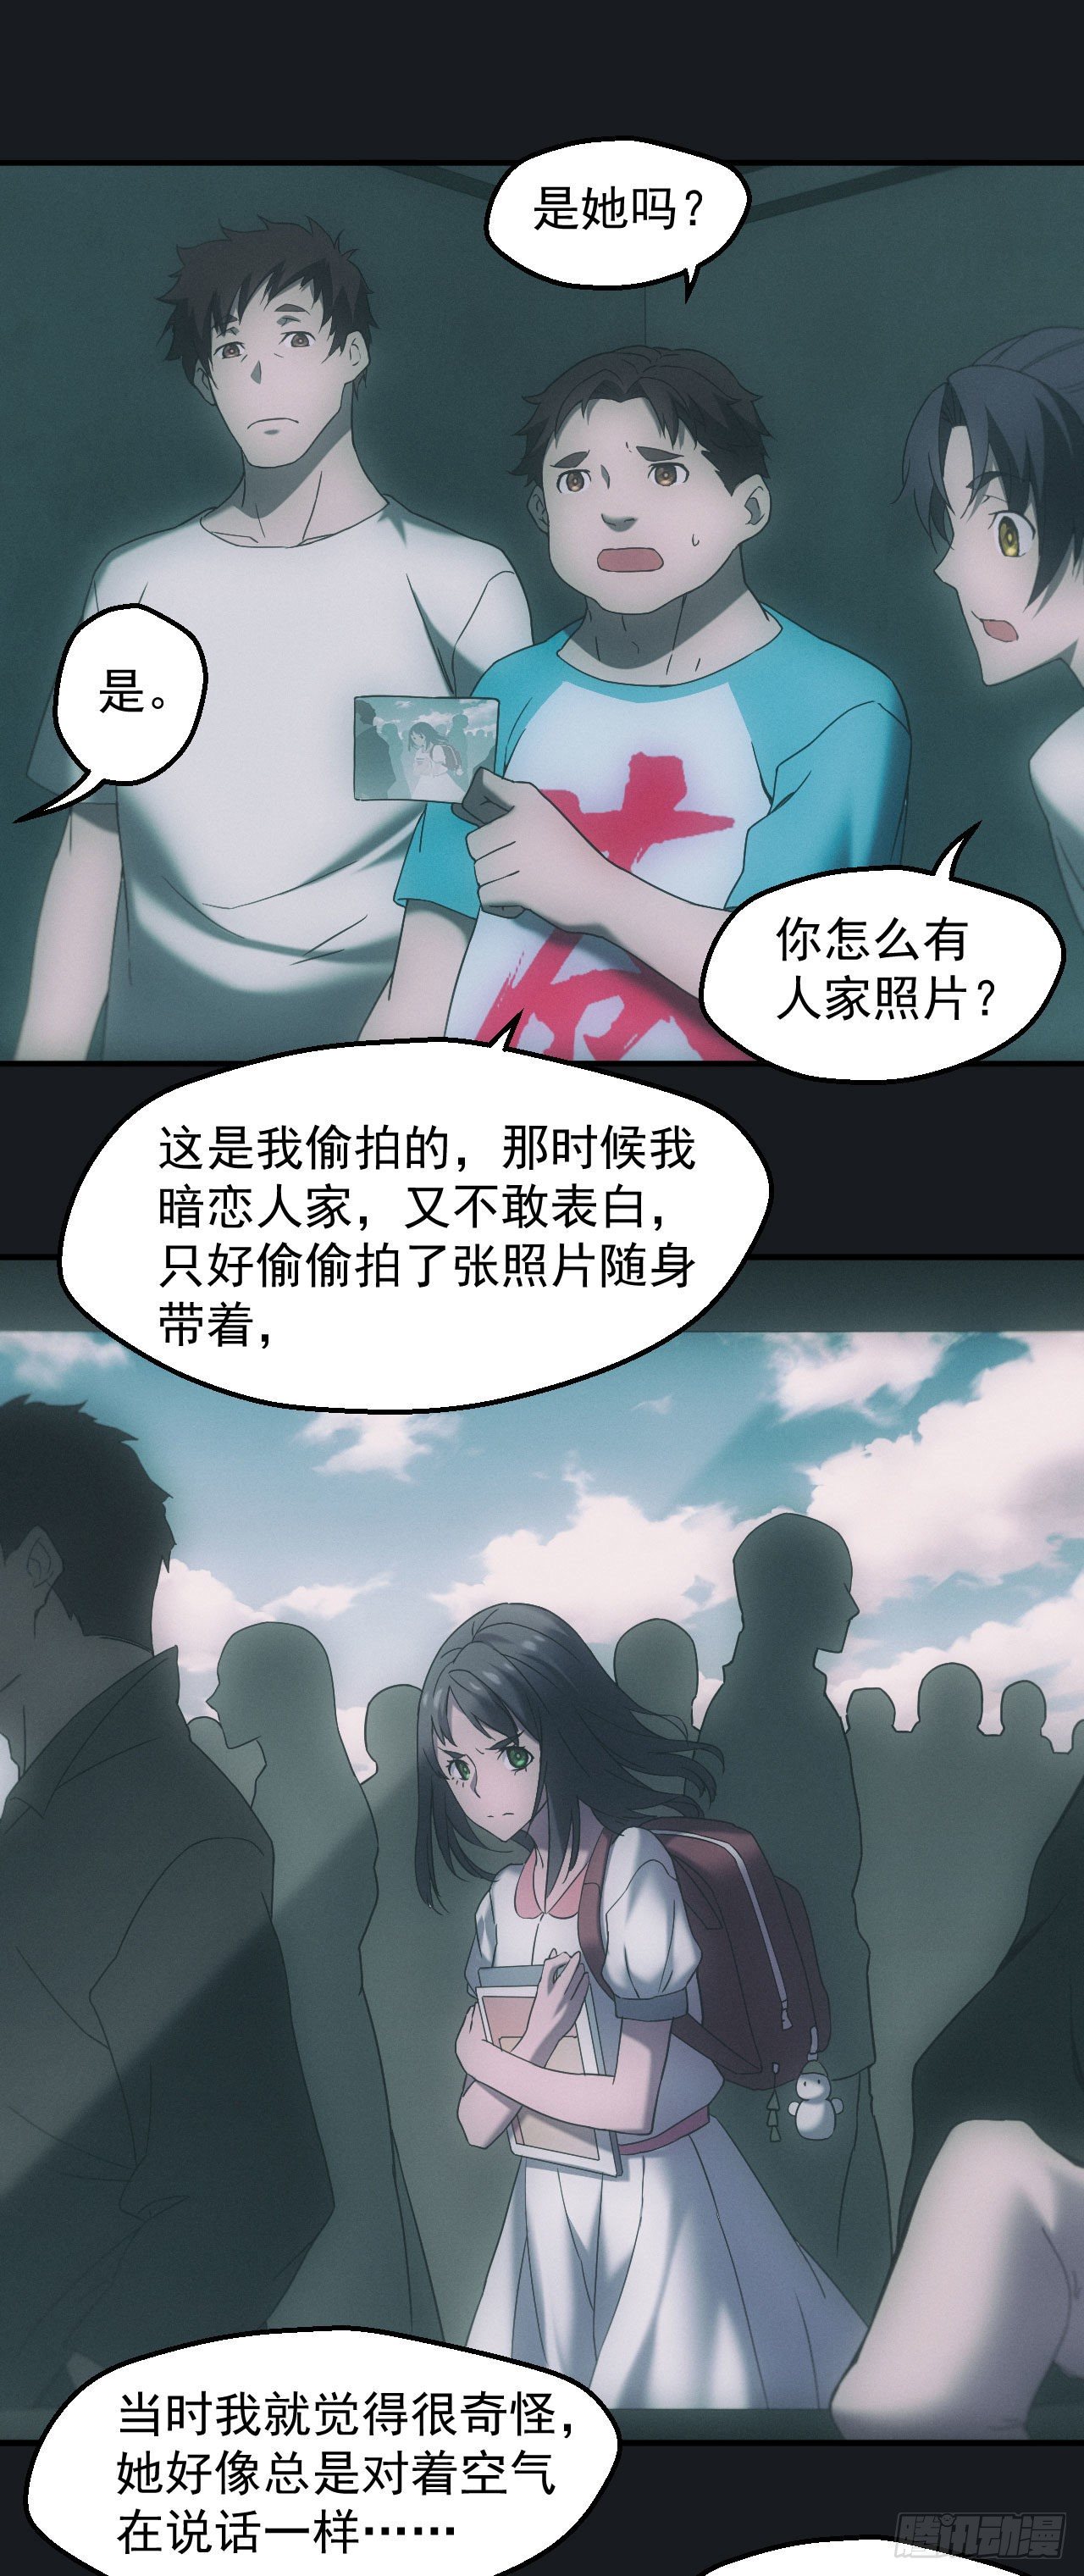 是她吗？
是。
你怎么有
人家照片？
这是我偷拍的，那时候我
暗恋人家，又不敢表白，
只好偷偷拍了张照片随身
带着，
当时我就觉得很奇怪，
她好像总是对着空气
在说话一样……
腾讯动漫